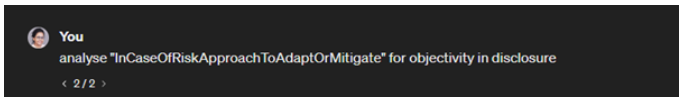 You
analyse "InCaseOfRiskApproachToAdaptOrMitigate" for objectivity in disclosure
< 2/2 >